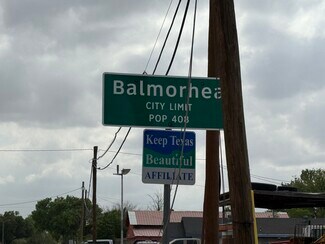 Balmorhea
CITY LIMIT
POP 408
Keep Texas
Beautiful
AFFILIATE